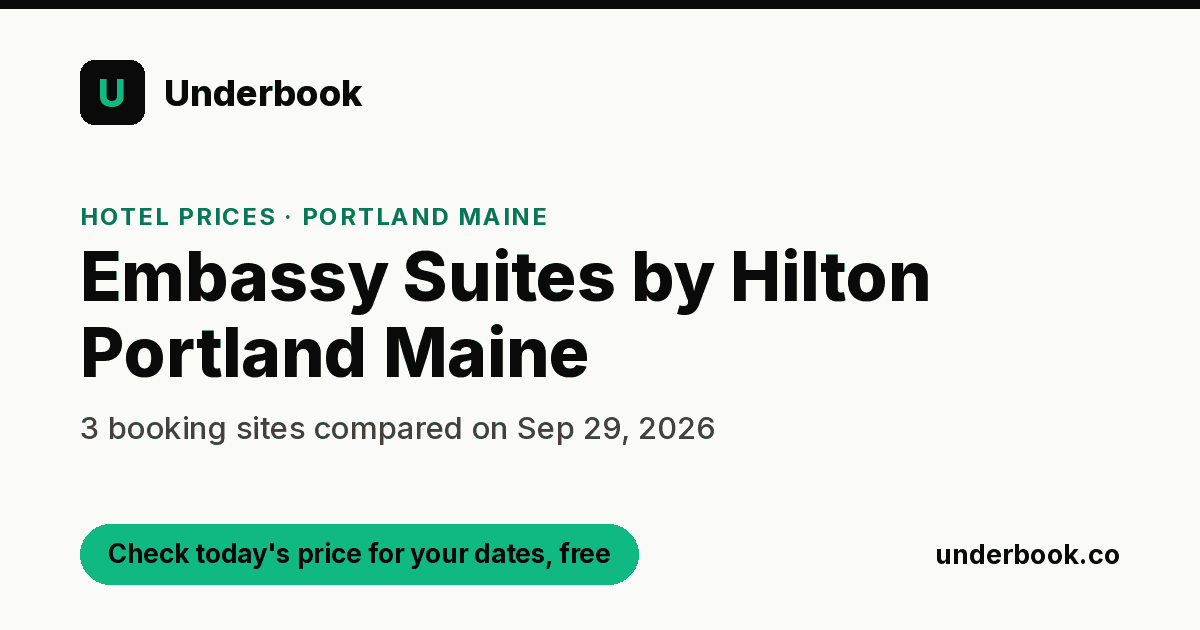 U Underbook
HOTEL PRICES · PORTLAND MAINE
Embassy Suites by Hilton
Portland Maine
3 booking sites compared on Sep 29, 2026
Check today's price for your dates, free
underbook.co